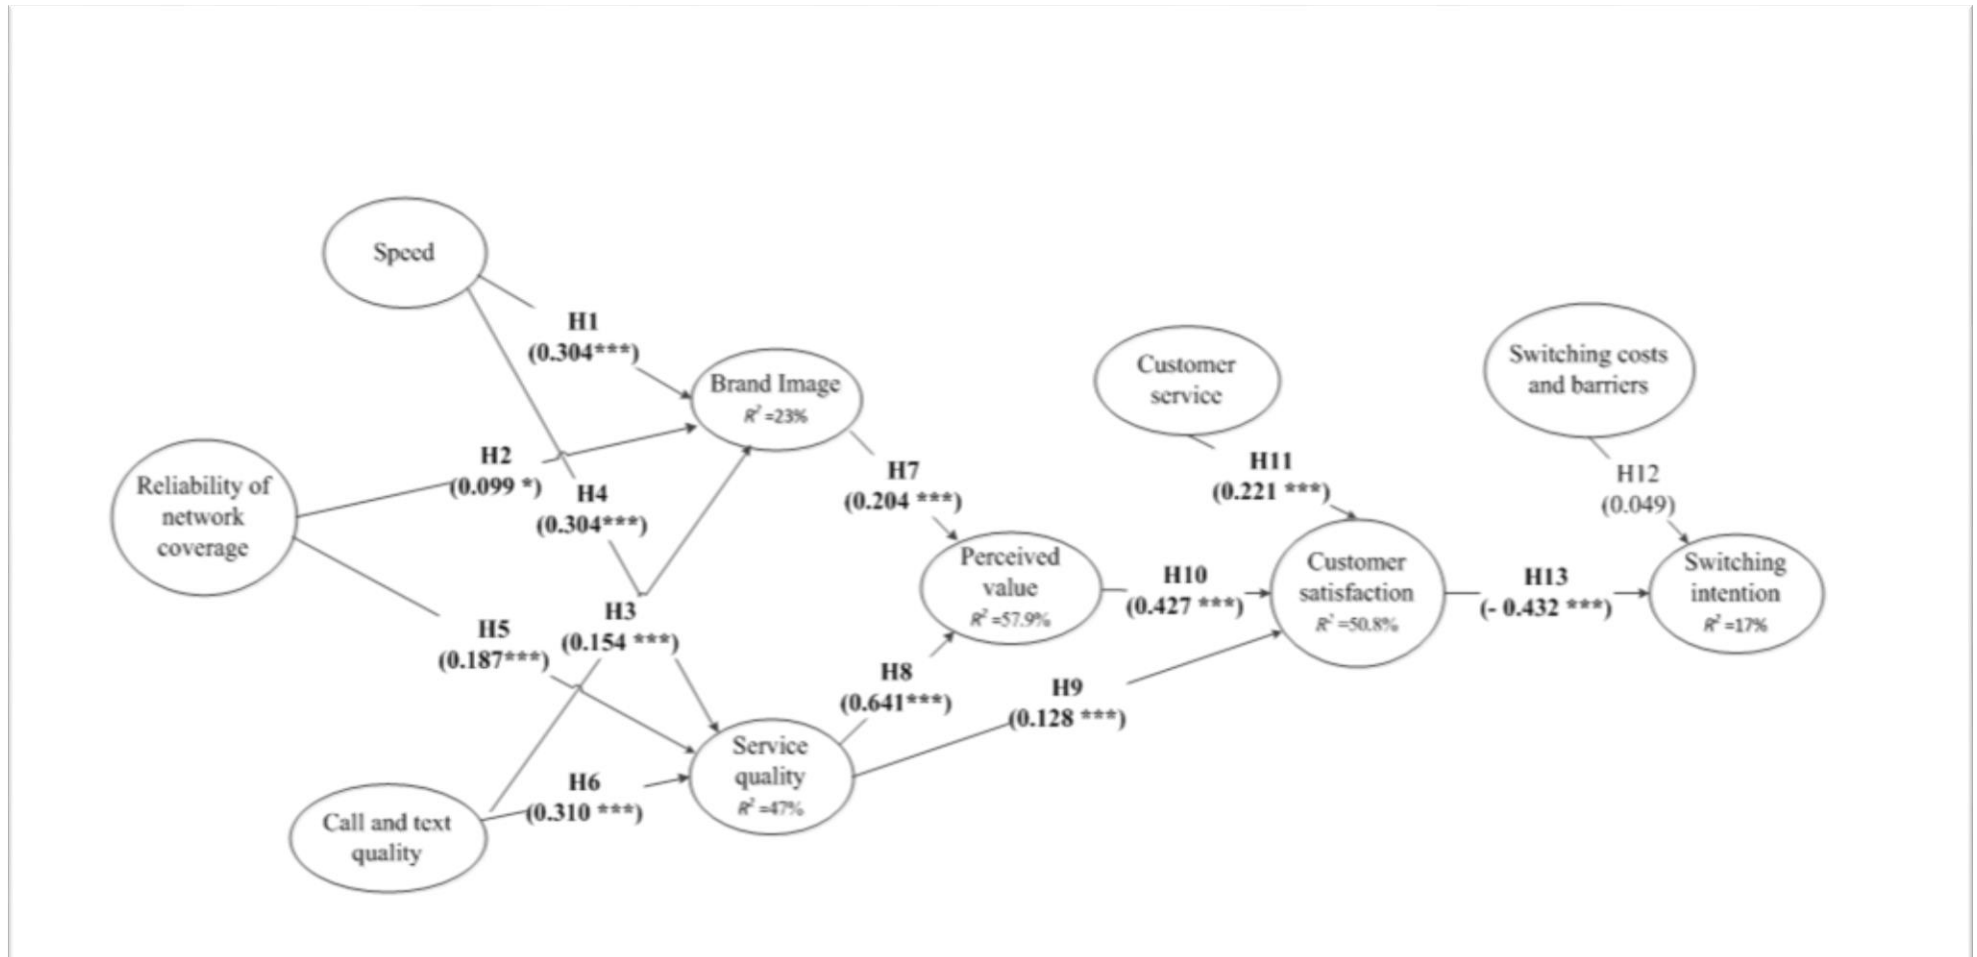 Speed
H1
(0.304***)
Brand Image
R² =23%
Customer
service
Switching costs
and barriers
H2
(0.099 *)
Reliability of
network
coverage
H4
(0.304***)
H7
(0.204 ***)
H11
(0.221 ***)
H12
(0.049)
Perceived
value
R² =57.9%
H10
(0.427 ***)
Customer
satisfaction
R² =50.8%
H13
(- 0.432 ***)
Switching
intention
R² =17%
H5
(0.187***)
H3
(0.154 ***)
H8
(0.641***)
H9
(0.128 ***)
Service
quality
R² =47%
H6
(0.310 ***)
Call and text
quality